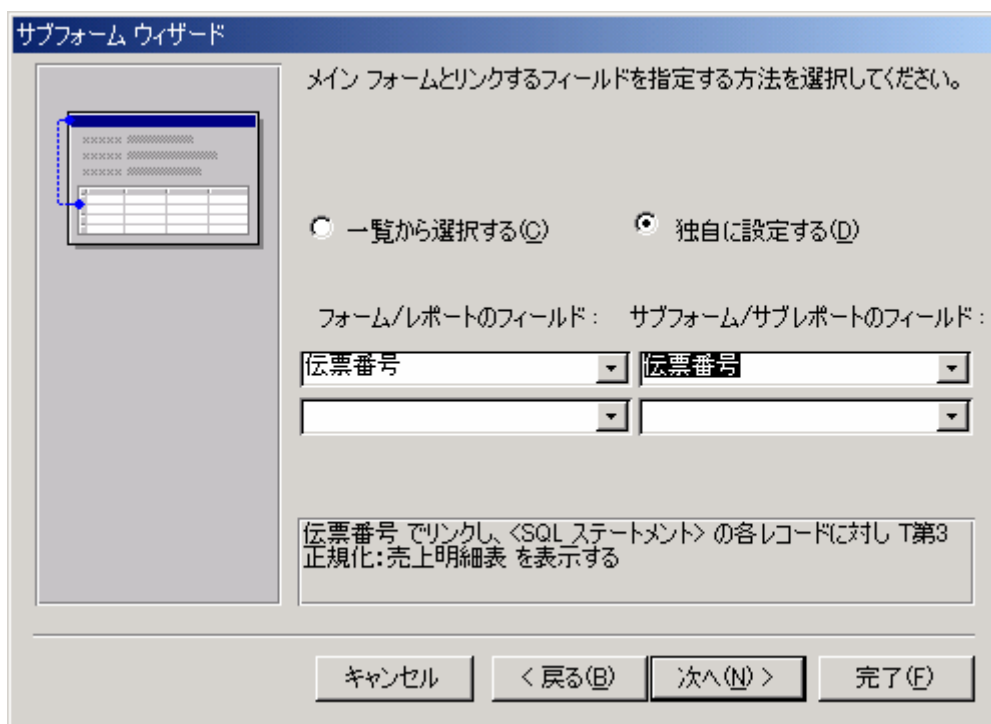 サブフォーム ウィザード
メイン フォームとリンクするフィールドを指定する方法を選択してください。
xxxxx
xxxxx
xxxxx
一覧から選択する(C) 独自に設定する(D)
フォーム/レポートのフィールド: サブフォーム/サブレポートのフィールド:
伝票番号 伝票番号
伝票番号 でリンクし、<SQL ステートメント> の各レコードに対し T第3
正規化:売上明細表 を表示する
キャンセル < 戻る(B) 次へ(N) > 完了(F)